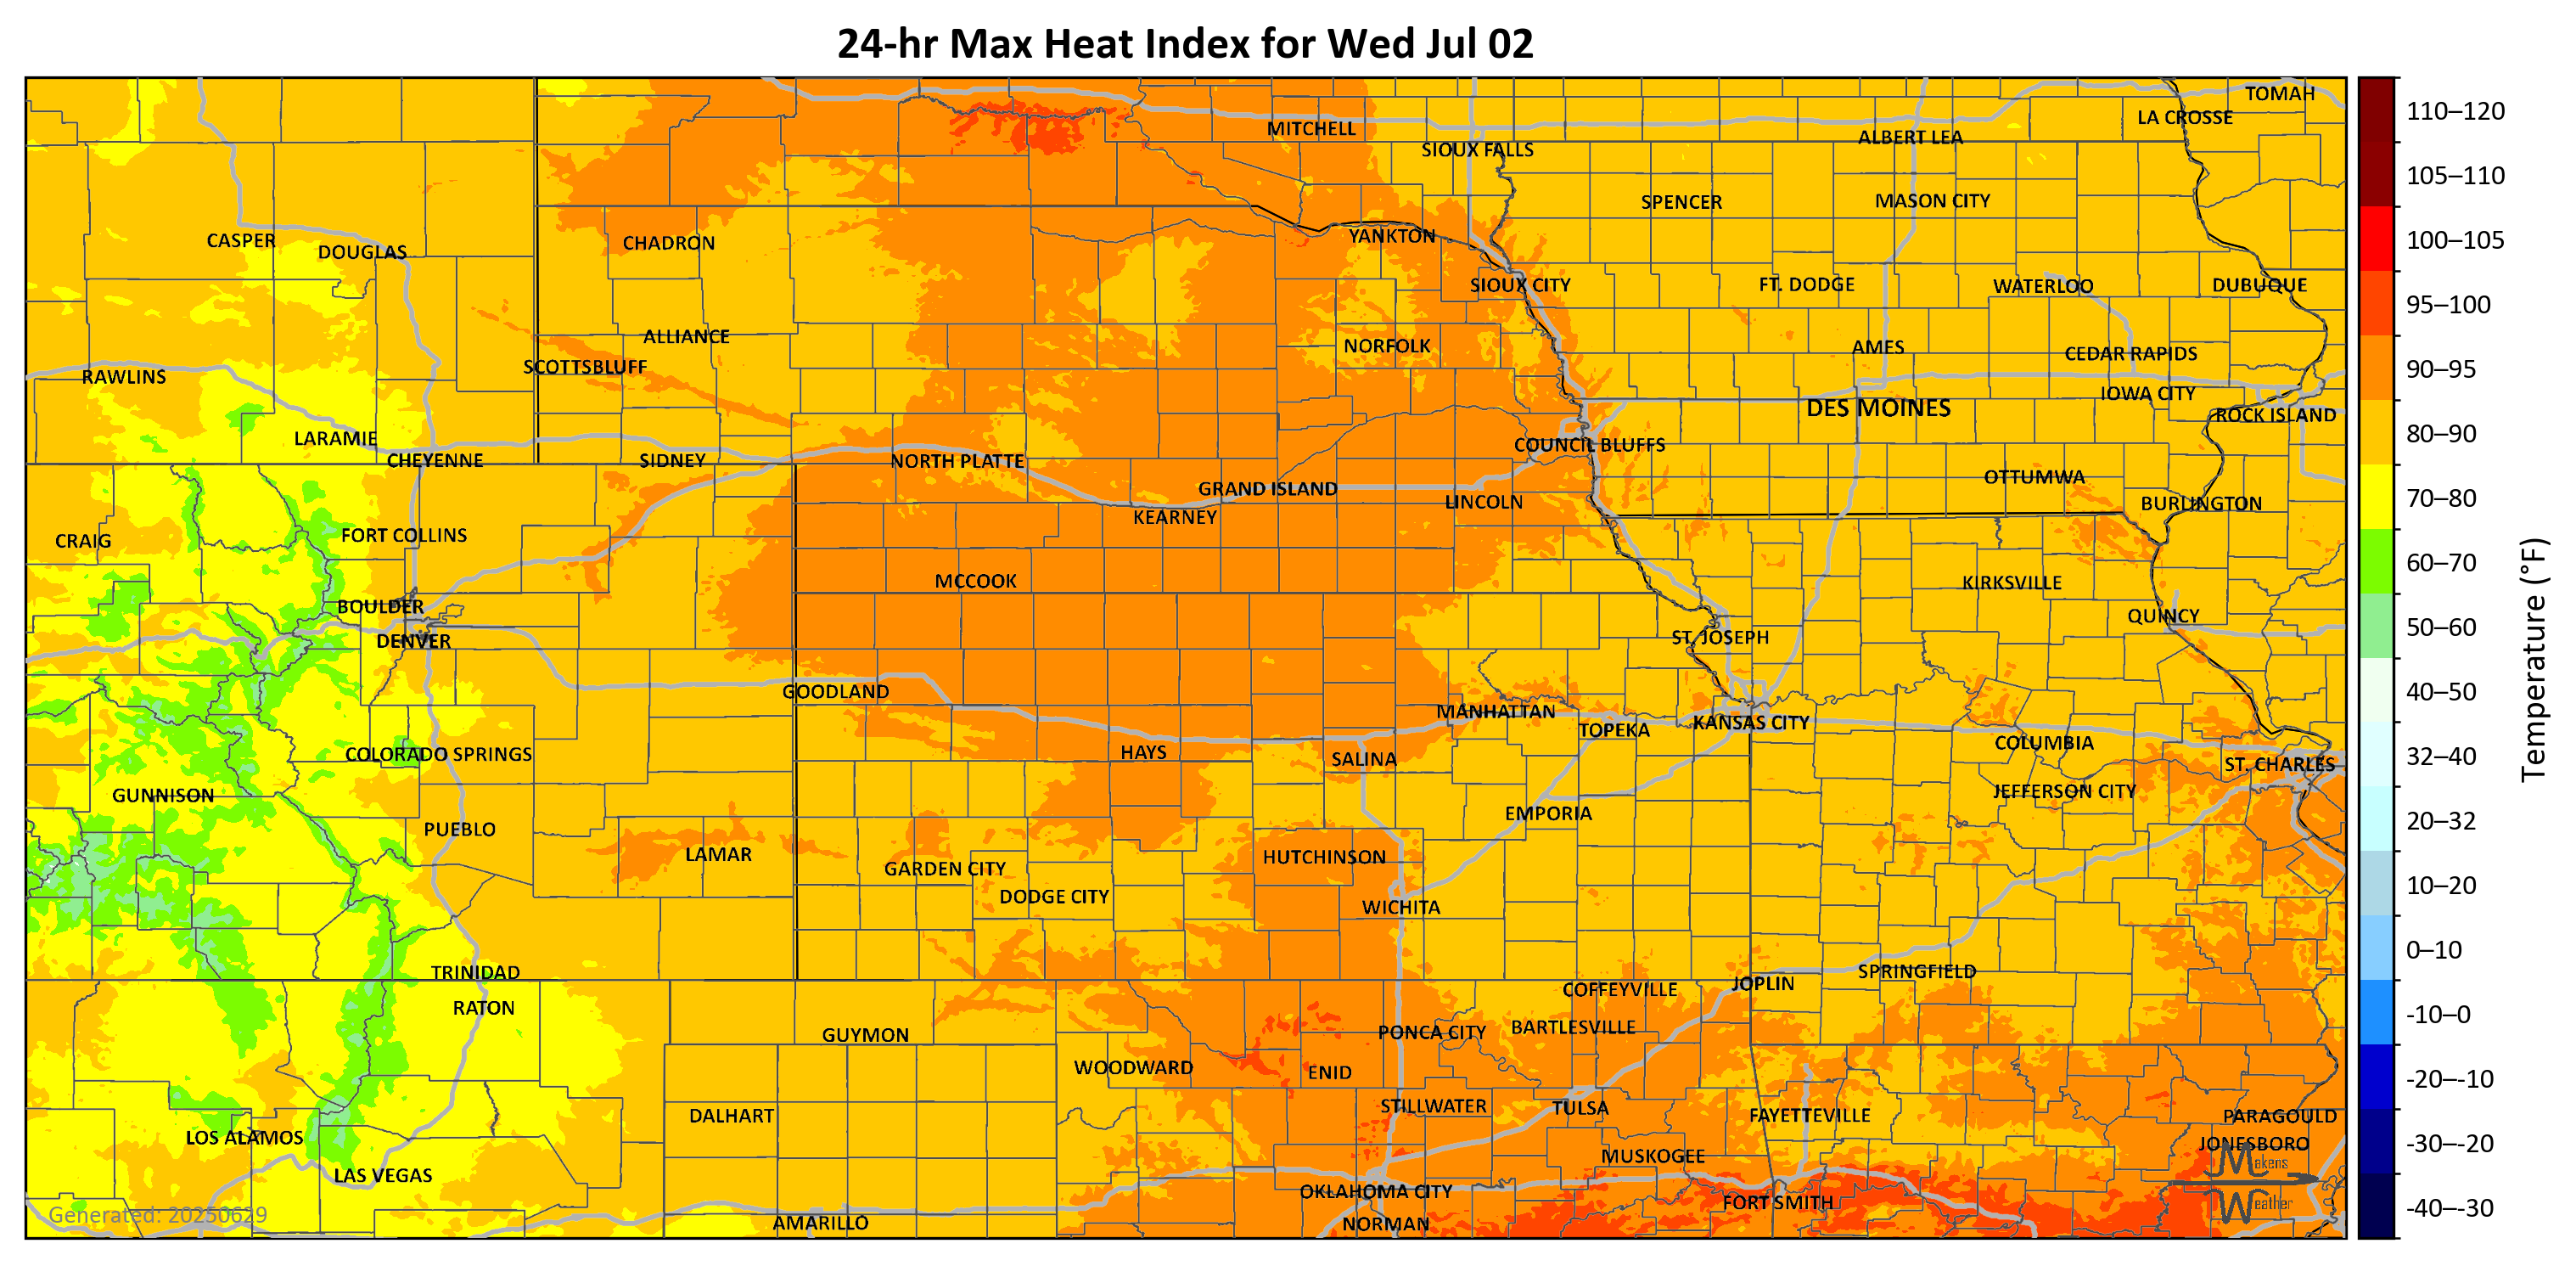 24-hr Max Heat Index for Wed Jul 02
TOMAH
LA CROSSE
MITCHELL
ALBERT LEA
SIOUX FALLS
SPENCER
MASON CITY
CASPER
DOUGLAS
CHADRON
YANKTON
SIOUX CITY
FT. DODGE
WATERLOO
DUBUQUE
ALLIANCE
NORFOLK
AMES
CEDAR RAPIDS
SCOTTSBLUFF
RAWLINS
IOWA CITY
DES MOINES
ROCK ISLAND
LARAMIE
COUNCIL BLUFFS
CHEYENNE
SIDNEY
NORTH PLATTE
OTTUMWA
GRAND ISLAND
LINCOLN
BURLINGTON
KEARNEY
CRAIG
FORT COLLINS
MCCOOK
KIRKSVILLE
BOULDER
QUINCY
DENVER
ST. JOSEPH
GOODLAND
MANHATTAN
TOPEKA
KANSAS CITY
COLUMBIA
COLORADO SPRINGS
HAYS
SALINA
ST. CHARLES
GUNNISON
JEFFERSON CITY
PUEBLO
EMPORIA
LAMAR
HUTCHINSON
GARDEN CITY
DODGE CITY
WICHITA
TRINIDAD
SPRINGFIELD
JOPLIN
COFFEYVILLE
RATON
GUYMON
PONCA CITY
BARTLESVILLE
WOODWARD
ENID
STILLWATER
TULSA
DALHART
FAYETTEVILLE
PARAGOULD
LOS ALAMOS
JONESBORO
MUSKOGEE
LAS VEGAS
OKLAHOMA CITY
FORT SMITH
AMARILLO
NORMAN
Makens
Weather
Generated: 20250629
110–120
105–110
100–105
95–100
90–95
80–90
70–80
60–70
50–60
40–50
32–40
20–32
10–20
0–10
-10–0
-20–-10
-30–-20
-40–-30
Temperature (°F)